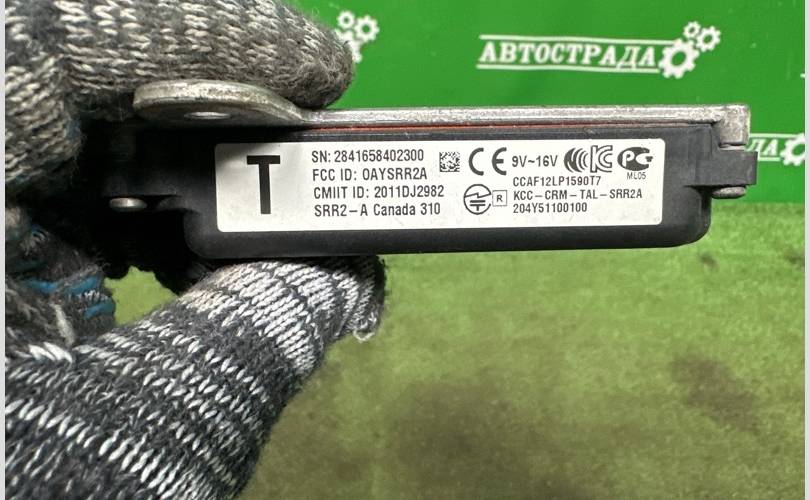 АВТОСТРАДА
T
SN: 2841658402300
FCC ID: OAYSRR2A
CMIIT ID: 2011DJ2982
SRR2-A Canada 310
CE 9V~16V
CCAF12LP1590T7
KCC-CRM-TAL-SRR2A
204Y51100100
R
ML05